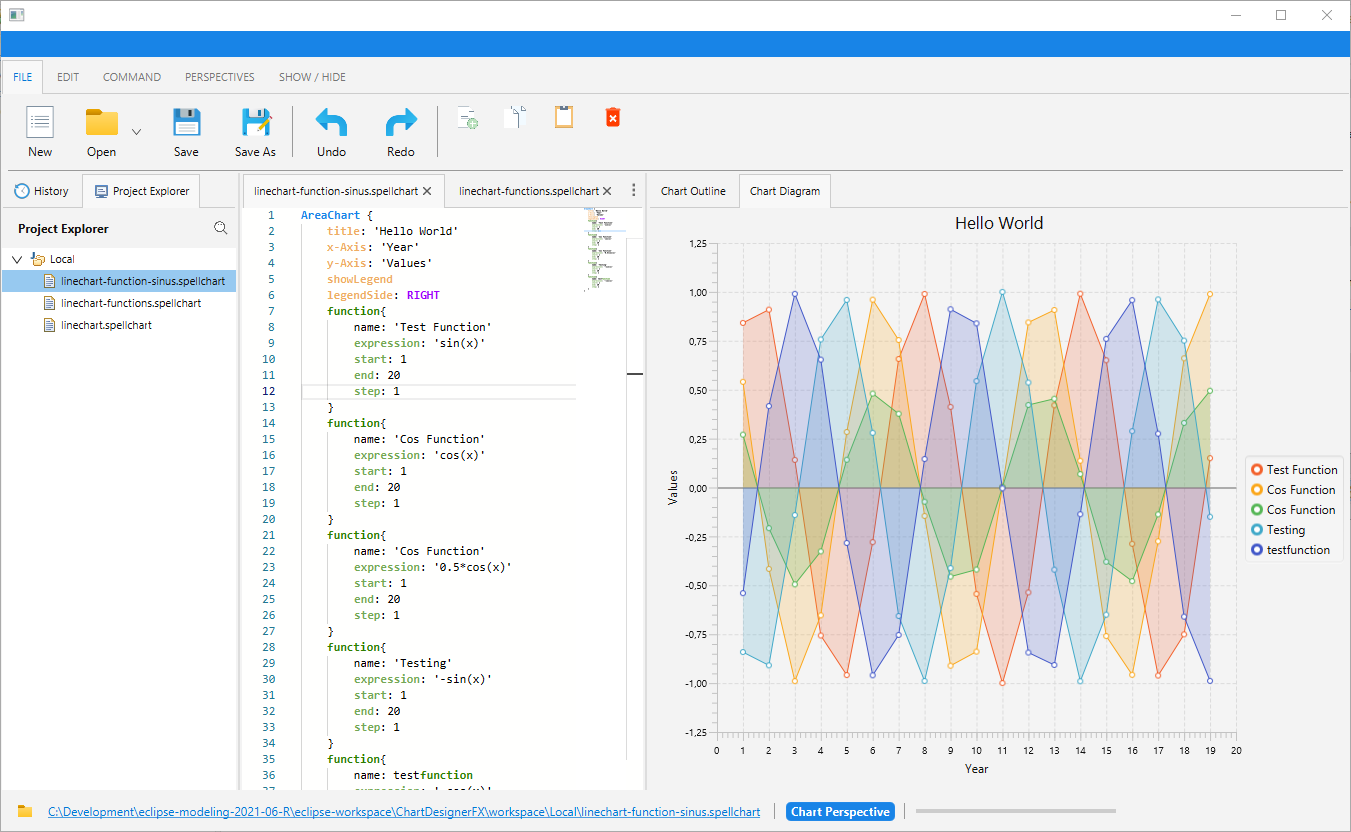 FILE EDIT COMMAND PERSPECTIVES SHOW / HIDE
New Open Save Save As Undo Redo
History Project Explorer
Project Explorer
Local
linechart-function-sinus.spellchart
linechart-functions.spellchart
linechart.spellchart
linechart-function-sinus.spellchart linechart-functions.spellchart
1 AreaChart {
2 title: 'Hello World'
3 x-Axis: 'Year'
4 y-Axis: 'Values'
5 showLegend
6 legendSide: RIGHT
7 function{
8 name: 'Test Function'
9 expression: 'sin(x)'
10 start: 1
11 end: 20
12 step: 1
13 }
14 function{
15 name: 'Cos Function'
16 expression: 'cos(x)'
17 start: 1
18 end: 20
19 step: 1
20 }
21 function{
22 name: 'Cos Function'
23 expression: '0.5*cos(x)'
24 start: 1
25 end: 20
26 step: 1
27 }
28 function{
29 name: 'Testing'
30 expression: '-sin(x)'
31 start: 1
32 end: 20
33 step: 1
34 }
35 function{
36 name: testfunction
Chart Outline Chart Diagram
Hello World
1,25
1,00
0,75
0,50
0,25
0,00
-0,25
-0,50
-0,75
-1,00
-1,25
Values
0 1 2 3 4 5 6 7 8 9 10 11 12 13 14 15 16 17 18 19 20
Year
Test Function
Cos Function
Cos Function
Testing
testfunction
C:\Development\eclipse-modeling-2021-06-R\eclipse-workspace\ChartDesignerFX\workspace\Local\linechart-function-sinus.spellchart
Chart Perspective